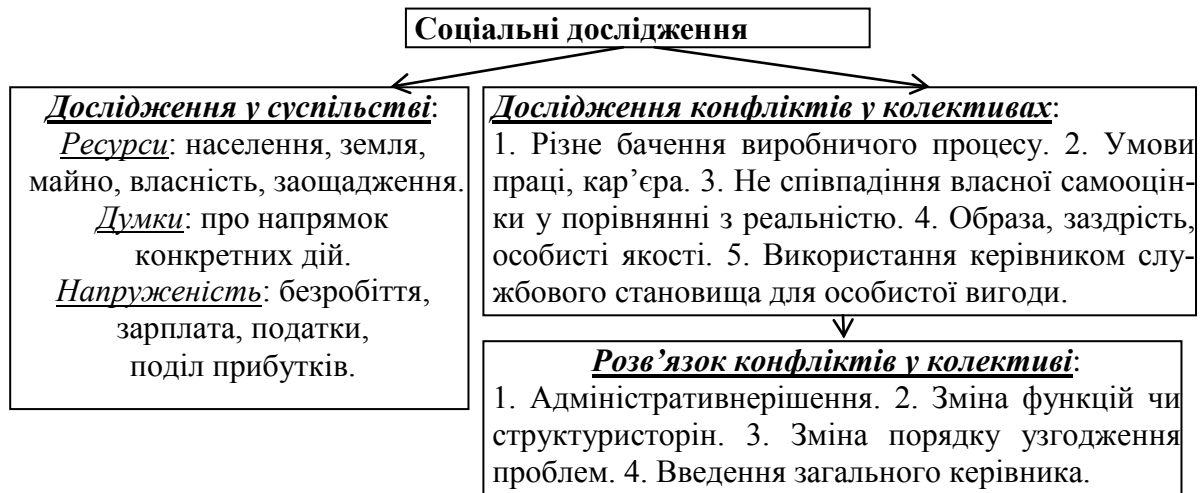 Соціальні дослідження
Дослідження у суспільстві:
Ресурси: населення, земля,
майно, власність, заощадження.
Думки: про напрямок
конкретних дій.
Напруженість: безробіття,
зарплата, податки,
поділ прибутків.
Дослідження конфліктів у колективах:
1. Різне бачення виробничого процесу. 2. Умови
праці, кар’єра. 3. Не співпадіння власної самооцін-
ки у порівнянні з реальністю. 4. Образа, заздрість,
особисті якості. 5. Використання керівником слу-
жбового становища для особистої вигоди.
Розв’язок конфліктів у колективі:
1. Адміністративнерішення. 2. Зміна функцій чи
структуристорін. 3. Зміна порядку узгодження
проблем. 4. Введення загального керівника.